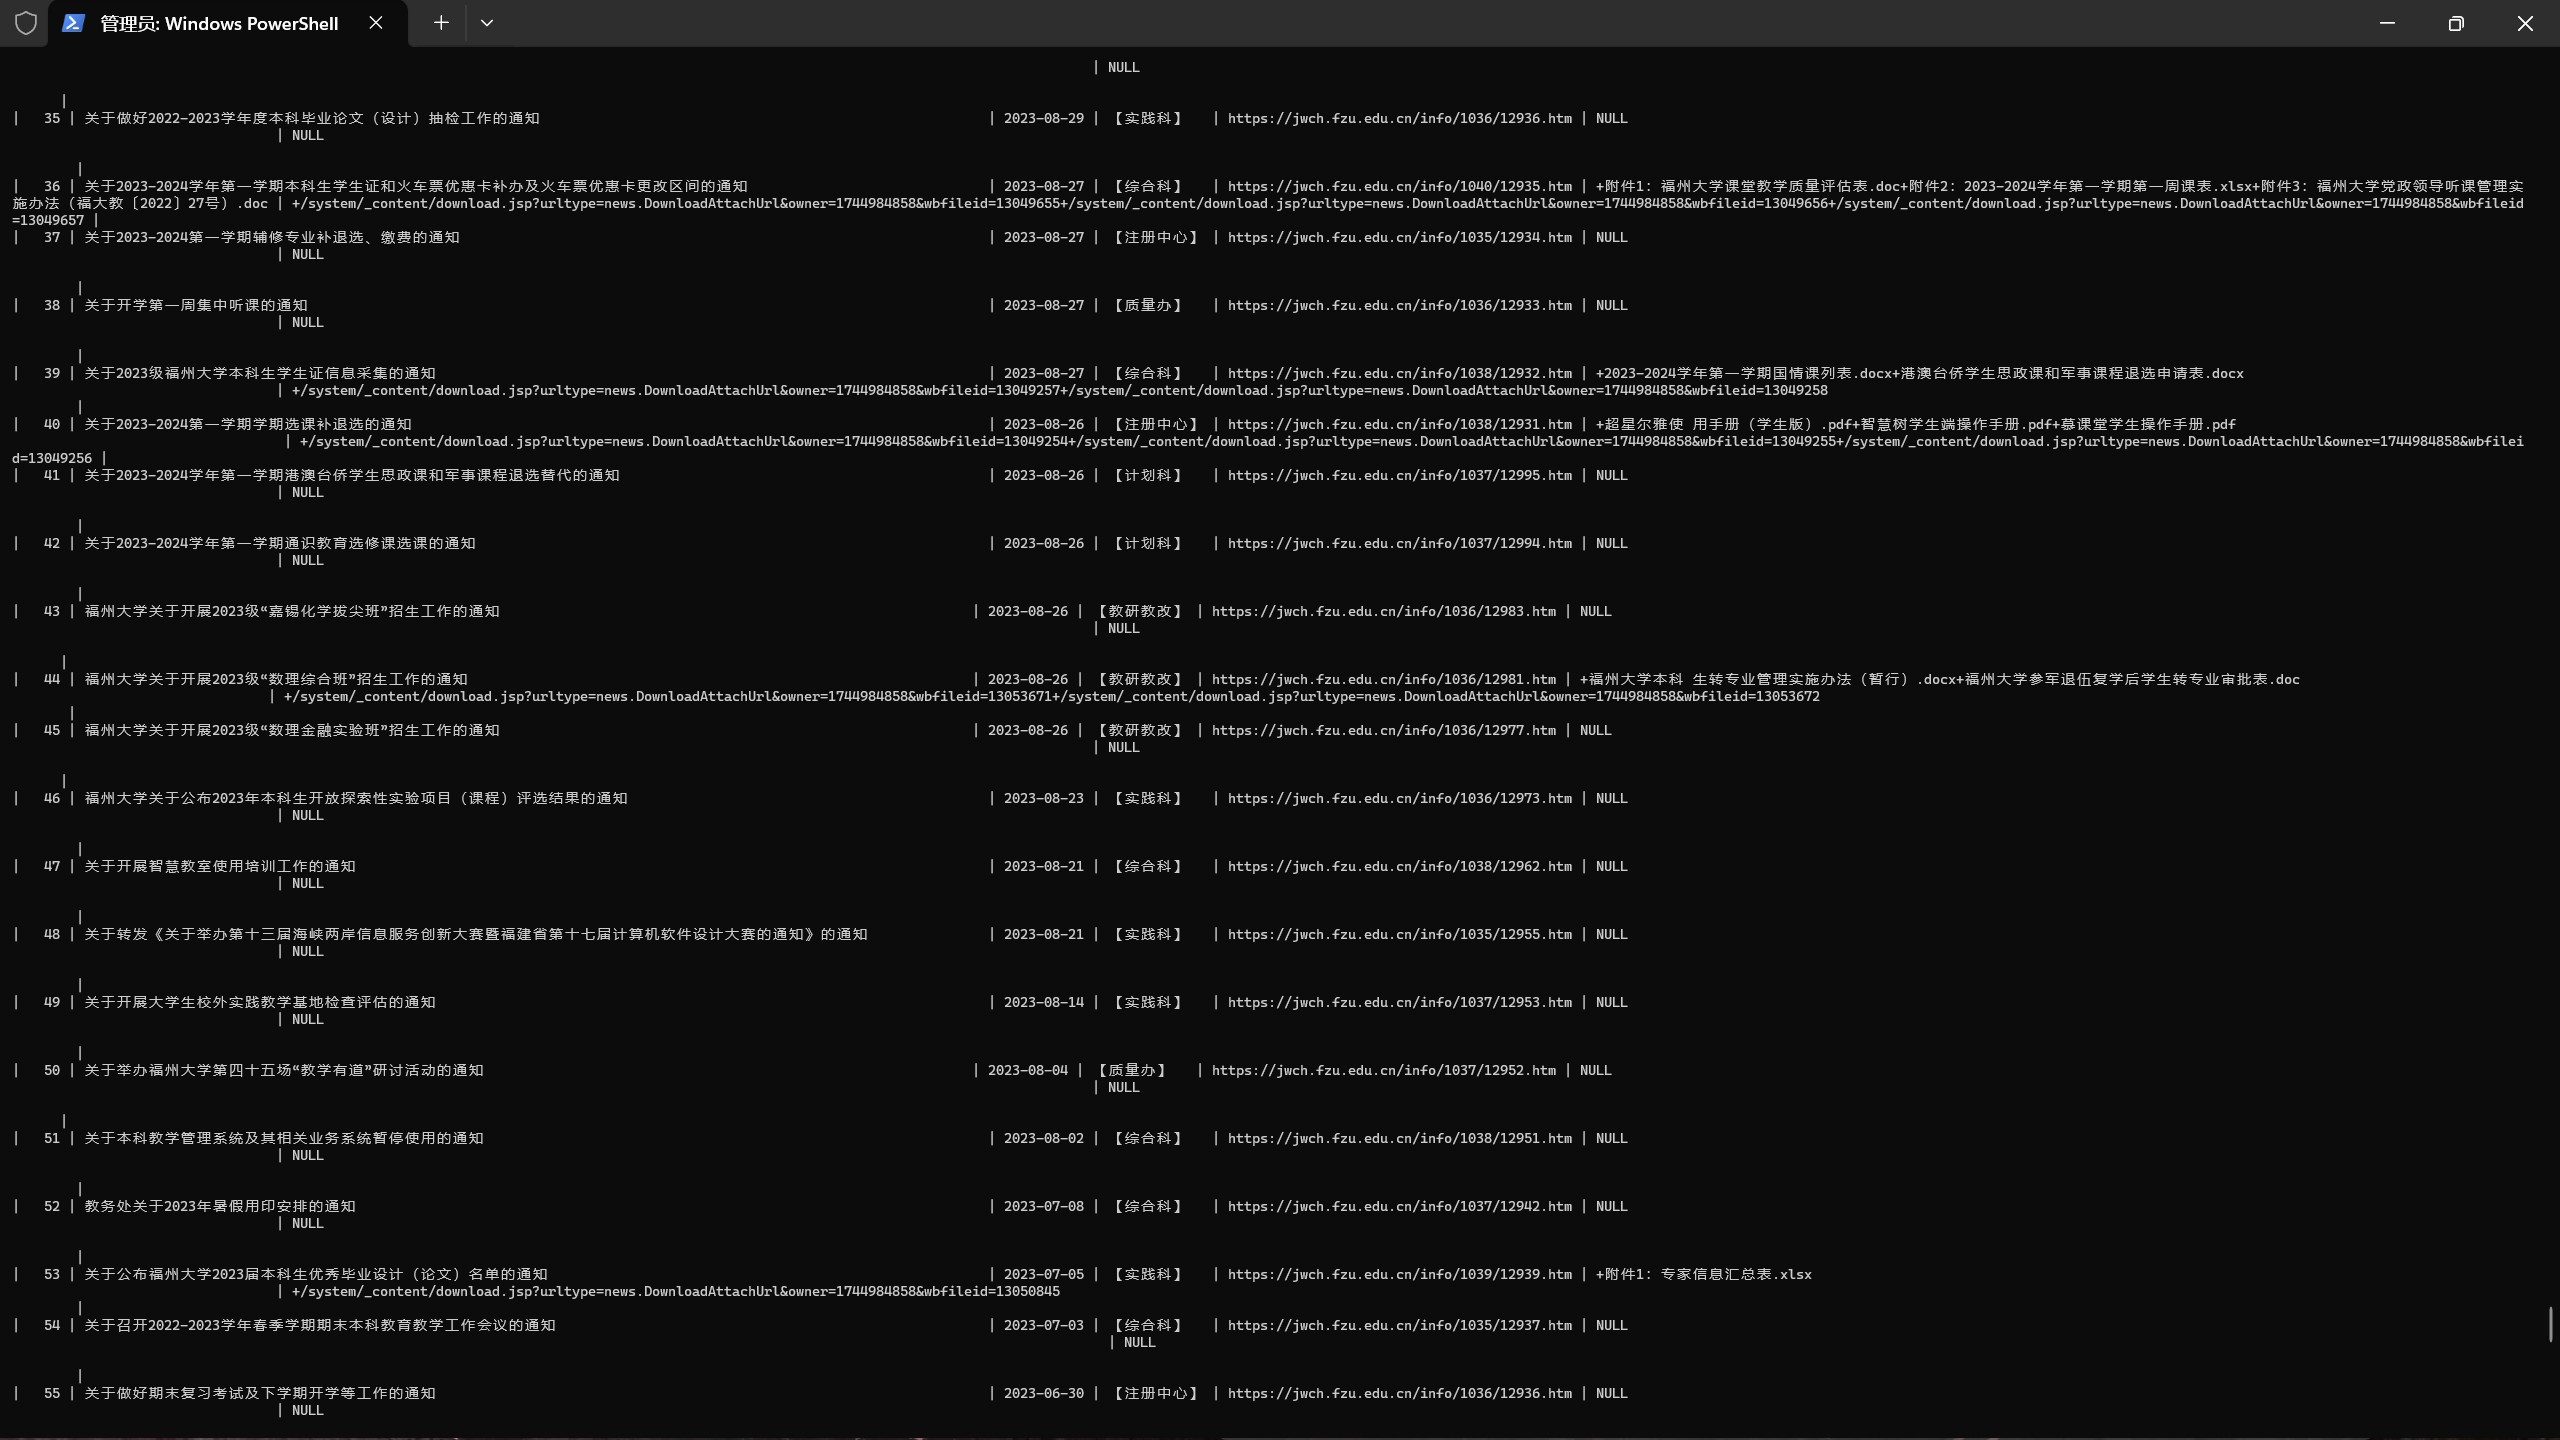 管理员: Windows PowerShell
| NULL
|
| 35 | 关于做好2022-2023学年度本科毕业论文（设计）抽检工作的通知 | 2023-08-29 | 【实践科】 | https://jwch.fzu.edu.cn/info/1036/12936.htm | NULL
| NULL
|
| 36 | 关于2023-2024学年第一学期本科生学生证和火车票优惠卡补办及火车票优惠卡更改区间的通知 | 2023-08-27 | 【综合科】 | https://jwch.fzu.edu.cn/info/1040/12935.htm | +附件1：福州大学课堂教学质量评估表.doc+附件2：2023-2024学年第一学期第一周课表.xlsx+附件3：福州大学党政领导听课管理实
施办法（福大教〔2022〕27号）.doc | +/system/_content/download.jsp?urltype=news.DownloadAttachUrl&owner=1744984858&wbfileid=13049655+/system/_content/download.jsp?urltype=news.DownloadAttachUrl&owner=1744984858&wbfileid=13049656+/system/_content/download.jsp?urltype=news.DownloadAttachUrl&owner=1744984858&wbfileid
=13049657 |
| 37 | 关于2023-2024第一学期辅修专业补退选、缴费的通知 | 2023-08-27 | 【注册中心】 | https://jwch.fzu.edu.cn/info/1035/12934.htm | NULL
| NULL
|
| 38 | 关于开学第一周集中听课的通知 | 2023-08-27 | 【质量办】 | https://jwch.fzu.edu.cn/info/1036/12933.htm | NULL
| NULL
|
| 39 | 关于2023级福州大学本科生学生证信息采集的通知 | 2023-08-27 | 【综合科】 | https://jwch.fzu.edu.cn/info/1038/12932.htm | +2023-2024学年第一学期国情课列表.docx+港澳台侨学生思政课和军事课程退选申请表.docx
| +/system/_content/download.jsp?urltype=news.DownloadAttachUrl&owner=1744984858&wbfileid=13049257+/system/_content/download.jsp?urltype=news.DownloadAttachUrl&owner=1744984858&wbfileid=13049258
|
| 40 | 关于2023-2024第一学期学期选课补退选的通知 | 2023-08-26 | 【注册中心】 | https://jwch.fzu.edu.cn/info/1038/12931.htm | +超星尔雅使 用手册（学生版）.pdf+智慧树学生端操作手册.pdf+慕课堂学生操作手册.pdf
| +/system/_content/download.jsp?urltype=news.DownloadAttachUrl&owner=1744984858&wbfileid=13049254+/system/_content/download.jsp?urltype=news.DownloadAttachUrl&owner=1744984858&wbfileid=13049255+/system/_content/download.jsp?urltype=news.DownloadAttachUrl&owner=1744984858&wbfilei
d=13049256 |
| 41 | 关于2023-2024学年第一学期港澳台侨学生思政课和军事课程退选替代的通知 | 2023-08-26 | 【计划科】 | https://jwch.fzu.edu.cn/info/1037/12995.htm | NULL
| NULL
|
| 42 | 关于2023-2024学年第一学期通识教育选修课选课的通知 | 2023-08-26 | 【计划科】 | https://jwch.fzu.edu.cn/info/1037/12994.htm | NULL
| NULL
|
| 43 | 福州大学关于开展2023级“嘉锡化学拔尖班”招生工作的通知 | 2023-08-26 | 【教研教改】 | https://jwch.fzu.edu.cn/info/1036/12983.htm | NULL
| NULL
|
| 44 | 福州大学关于开展2023级“数理综合班”招生工作的通知 | 2023-08-26 | 【教研教改】 | https://jwch.fzu.edu.cn/info/1036/12981.htm | +福州大学本科 生转专业管理实施办法（暂行）.docx+福州大学参军退伍复学后学生转专业审批表.doc
| +/system/_content/download.jsp?urltype=news.DownloadAttachUrl&owner=1744984858&wbfileid=13053671+/system/_content/download.jsp?urltype=news.DownloadAttachUrl&owner=1744984858&wbfileid=13053672
|
| 45 | 福州大学关于开展2023级“数理金融实验班”招生工作的通知 | 2023-08-26 | 【教研教改】 | https://jwch.fzu.edu.cn/info/1036/12977.htm | NULL
| NULL
|
| 46 | 福州大学关于公布2023年本科生开放探索性实验项目（课程）评选结果的通知 | 2023-08-23 | 【实践科】 | https://jwch.fzu.edu.cn/info/1036/12973.htm | NULL
| NULL
|
| 47 | 关于开展智慧教室使用培训工作的通知 | 2023-08-21 | 【综合科】 | https://jwch.fzu.edu.cn/info/1038/12962.htm | NULL
| NULL
|
| 48 | 关于转发《关于举办第十三届海峡两岸信息服务创新大赛暨福建省第十七届计算机软件设计大赛的通知》的通知 | 2023-08-21 | 【实践科】 | https://jwch.fzu.edu.cn/info/1035/12955.htm | NULL
| NULL
|
| 49 | 关于开展大学生校外实践教学基地检查评估的通知 | 2023-08-14 | 【实践科】 | https://jwch.fzu.edu.cn/info/1037/12953.htm | NULL
| NULL
|
| 50 | 关于举办福州大学第四十五场“教学有道”研讨活动的通知 | 2023-08-04 | 【质量办】 | https://jwch.fzu.edu.cn/info/1037/12952.htm | NULL
| NULL
|
| 51 | 关于本科教学管理系统及其相关业务系统暂停使用的通知 | 2023-08-02 | 【综合科】 | https://jwch.fzu.edu.cn/info/1038/12951.htm | NULL
| NULL
|
| 52 | 教务处关于2023年暑假用印安排的通知 | 2023-07-08 | 【综合科】 | https://jwch.fzu.edu.cn/info/1037/12942.htm | NULL
| NULL
|
| 53 | 关于公布福州大学2023届本科生优秀毕业设计（论文）名单的通知 | 2023-07-05 | 【实践科】 | https://jwch.fzu.edu.cn/info/1039/12939.htm | +附件1：专家信息汇总表.xlsx
| +/system/_content/download.jsp?urltype=news.DownloadAttachUrl&owner=1744984858&wbfileid=13050845
|
| 54 | 关于召开2022-2023学年春季学期期末本科教育教学工作会议的通知 | 2023-07-03 | 【综合科】 | https://jwch.fzu.edu.cn/info/1035/12937.htm | NULL
| NULL
|
| 55 | 关于做好期末复习考试及下学期开学等工作的通知 | 2023-06-30 | 【注册中心】 | https://jwch.fzu.edu.cn/info/1036/12936.htm | NULL
| NULL